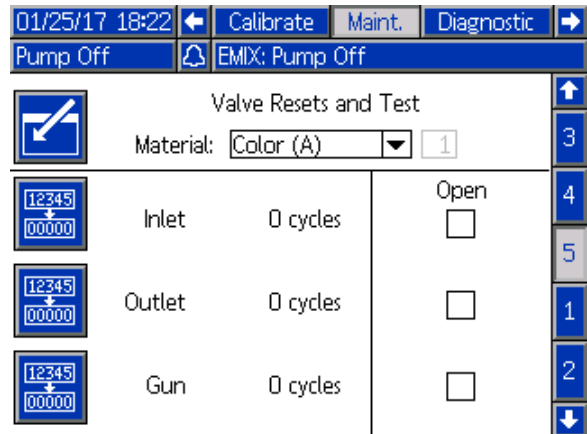 01/25/17 18:22 Calibrate Maint. Diagnostic
Pump Off EMIX: Pump Off
Valve Resets and Test
Material: Color (A) 1
3
Open
12345
00000
Inlet 0 cycles
4
5
12345
00000
Outlet 0 cycles
1
12345
00000
Gun 0 cycles
2